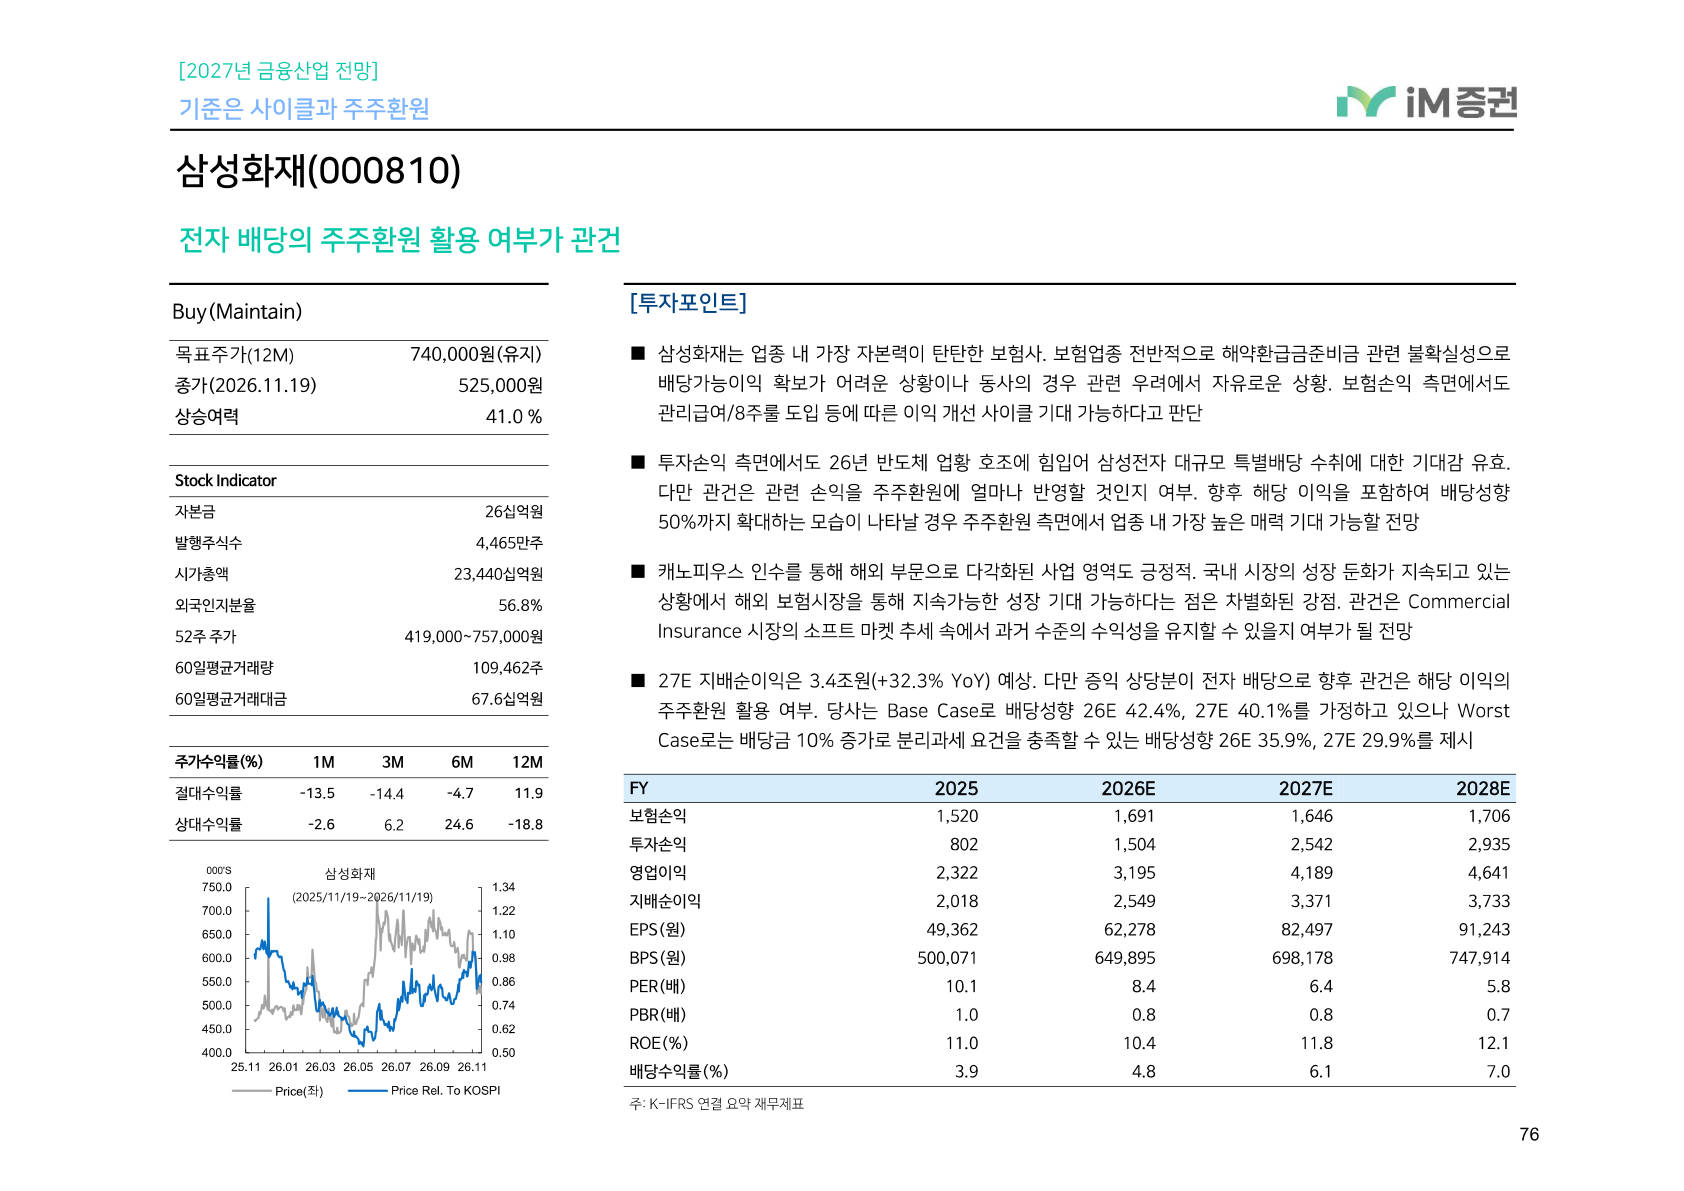 [2027년 금융산업 전망]
기준은 사이클과 주주환원
iM증권
삼성화재(000810)
전자 배당의 주주환원 활용 여부가 관건
Buy(Maintain)
목표주가(12M) 740,000원(유지)
종가(2026.11.19) 525,000원
상승여력 41.0 %
Stock Indicator
자본금 26십억원
발행주식수 4,465만주
시가총액 23,440십억원
외국인지분율 56.8%
52주 주가 419,000~757,000원
60일평균거래량 109,462주
60일평균거래대금 67.6십억원
주가수익률(%) 1M 3M 6M 12M
절대수익률 -13.5 -14.4 -4.7 11.9
상대수익률 -2.6 6.2 24.6 -18.8
000'S
삼성화재
(2025/11/19~2026/11/19)
750.0 1.34
700.0 1.22
650.0 1.10
600.0 0.98
550.0 0.86
500.0 0.74
450.0 0.62
400.0 0.50
25.11 26.01 26.03 26.05 26.07 26.09 26.11
Price(좌) Price Rel. To KOSPI
[투자포인트]
■ 삼성화재는 업종 내 가장 자본력이 탄탄한 보험사. 보험업종 전반적으로 해약환급금준비금 관련 불확실성으로
배당가능이익 확보가 어려운 상황이나 동사의 경우 관련 우려에서 자유로운 상황. 보험손익 측면에서도
관리급여/8주룰 도입 등에 따른 이익 개선 사이클 기대 가능하다고 판단
■ 투자손익 측면에서도 26년 반도체 업황 호조에 힘입어 삼성전자 대규모 특별배당 수취에 대한 기대감 유효.
다만 관건은 관련 손익을 주주환원에 얼마나 반영할 것인지 여부. 향후 해당 이익을 포함하여 배당성향
50%까지 확대하는 모습이 나타날 경우 주주환원 측면에서 업종 내 가장 높은 매력 기대 가능할 전망
■ 캐노피우스 인수를 통해 해외 부문으로 다각화된 사업 영역도 긍정적. 국내 시장의 성장 둔화가 지속되고 있는
상황에서 해외 보험시장을 통해 지속가능한 성장 기대 가능하다는 점은 차별화된 강점. 관건은 Commercial
Insurance 시장의 소프트 마켓 추세 속에서 과거 수준의 수익성을 유지할 수 있을지 여부가 될 전망
■ 27E 지배순이익은 3.4조원(+32.3% YoY) 예상. 다만 증익 상당분이 전자 배당으로 향후 관건은 해당 이익의
주주환원 활용 여부. 당사는 Base Case로 배당성향 26E 42.4%, 27E 40.1%를 가정하고 있으나 Worst
Case로는 배당금 10% 증가로 분리과세 요건을 충족할 수 있는 배당성향 26E 35.9%, 27E 29.9%를 제시
FY 2025 2026E 2027E 2028E
보험손익 1,520 1,691 1,646 1,706
투자손익 802 1,504 2,542 2,935
영업이익 2,322 3,195 4,189 4,641
지배순이익 2,018 2,549 3,371 3,733
EPS(원) 49,362 62,278 82,497 91,243
BPS(원) 500,071 649,895 698,178 747,914
PER(배) 10.1 8.4 6.4 5.8
PBR(배) 1.0 0.8 0.8 0.7
ROE(%) 11.0 10.4 11.8 12.1
배당수익률(%) 3.9 4.8 6.1 7.0
주: K-IFRS 연결 요약 재무제표
76